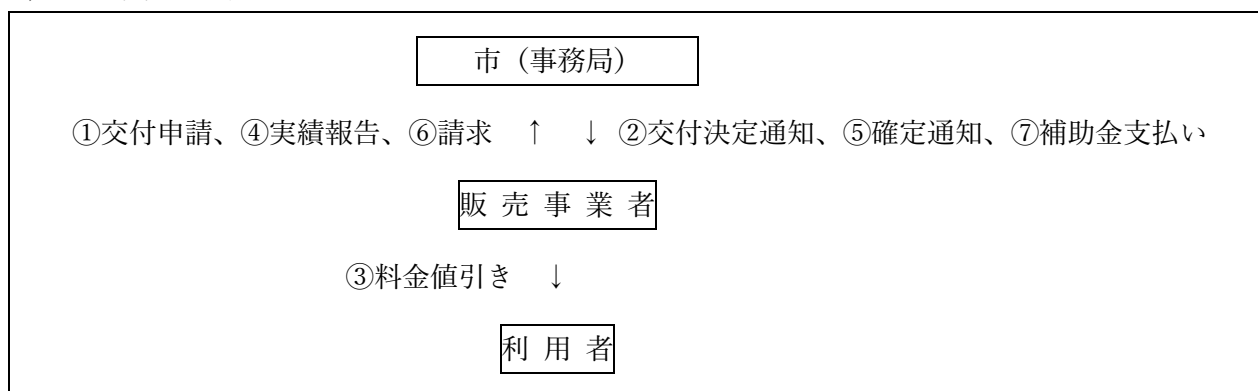 市（事務局）
①交付申請、④実績報告、⑥請求　↑　↓　②交付決定通知、⑤確定通知、⑦補助金支払い
販 売 事 業 者
③料金値引き　↓
利 用 者